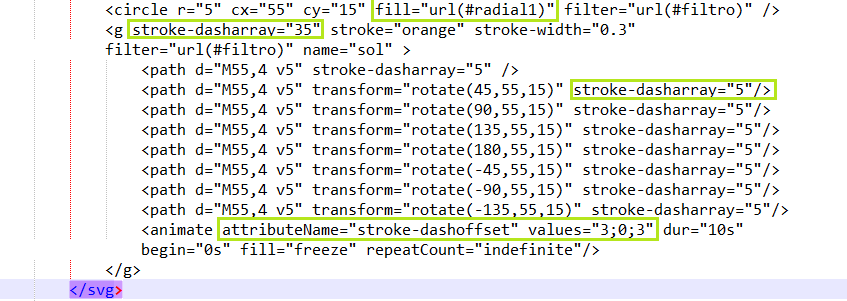 <circle r="5" cx="55" cy="15" fill="url(#radial1)" filter="url(#filtro)" />
<g stroke-dasharray="35" stroke="orange" stroke-width="0.3"
filter="url(#filtro)" name="sol" >
<path d="M55,4 v5" stroke-dasharray="5" />
<path d="M55,4 v5" transform="rotate(45,55,15)" stroke-dasharray="5"/>
<path d="M55,4 v5" transform="rotate(90,55,15)" stroke-dasharray="5"/>
<path d="M55,4 v5" transform="rotate(135,55,15)" stroke-dasharray="5"/>
<path d="M55,4 v5" transform="rotate(180,55,15)" stroke-dasharray="5"/>
<path d="M55,4 v5" transform="rotate(-45,55,15)" stroke-dasharray="5"/>
<path d="M55,4 v5" transform="rotate(-90,55,15)" stroke-dasharray="5"/>
<path d="M55,4 v5" transform="rotate(-135,55,15)" stroke-dasharray="5"/>
<animate attributeName="stroke-dashoffset" values="3;0;3" dur="10s"
begin="0s" fill="freeze" repeatCount="indefinite"/>
</g>
</svg>